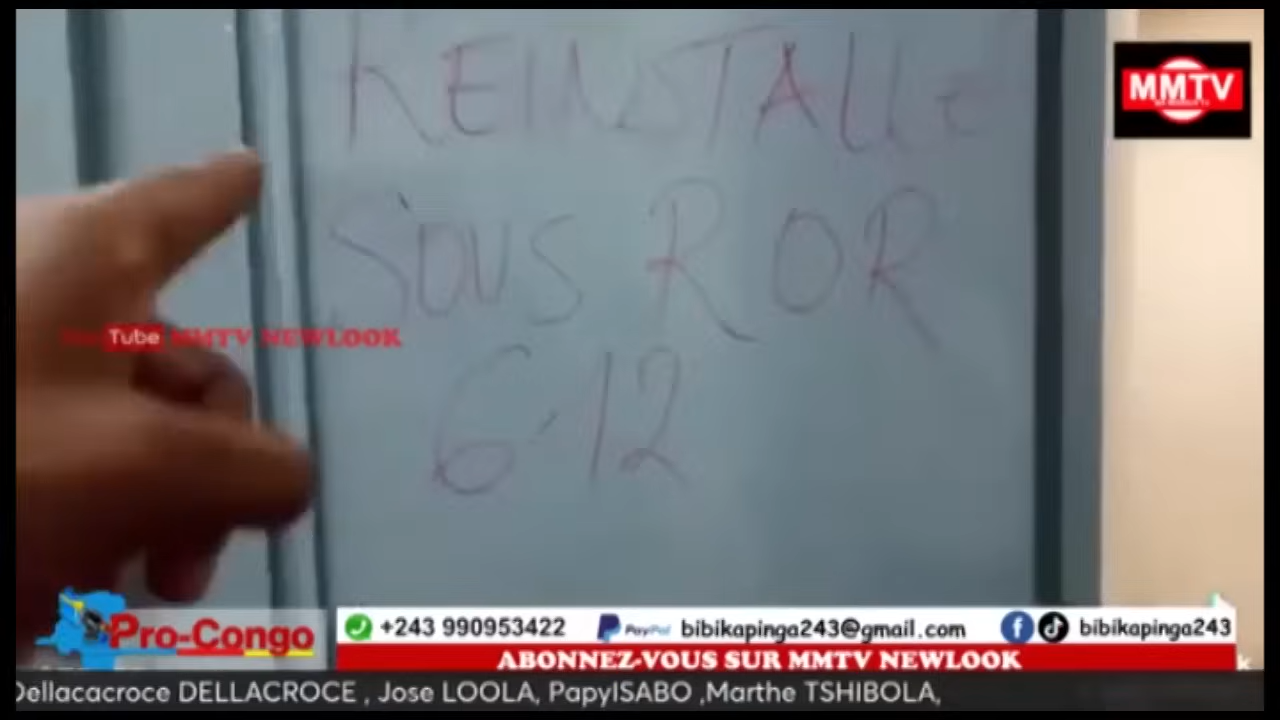 REINSTALLE
SOUS ROR
6.12
MMTV
Tube MMTV NEWLOOK
Pro-Congo
+243 990953422 PayPal bibikapinga243@gmail.com bibikapinga243
ABONNEZ-VOUS SUR MMTV NEWLOOK
Dellacacroce DELLACROCE , Jose LOOLA, PapyISABO ,Marthe TSHIBOLA,